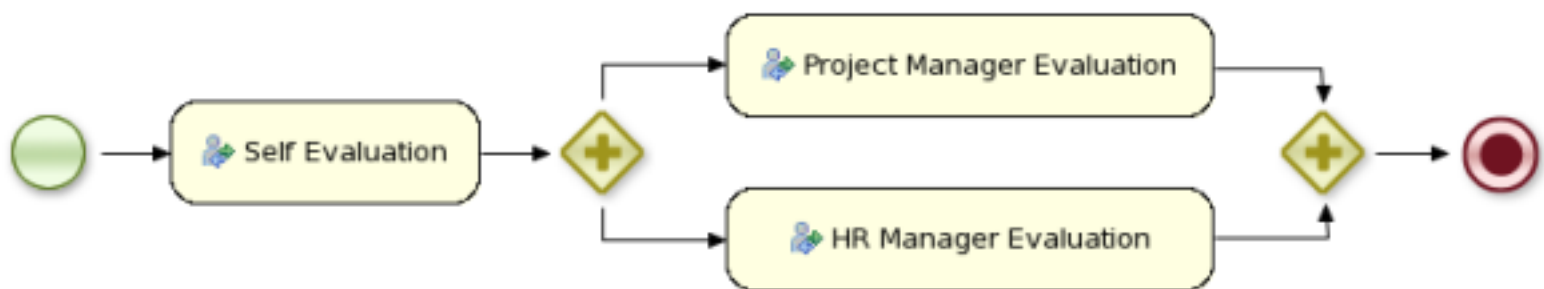 Self Evaluation
Project Manager Evaluation
HR Manager Evaluation